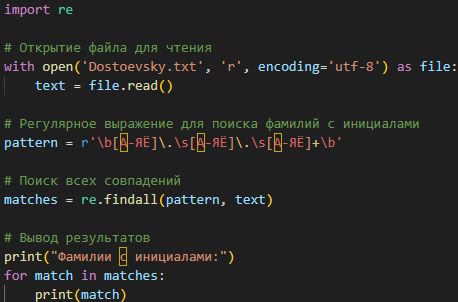 import re
# Открытие файла для чтения
with open('Dostoevsky.txt', 'r', encoding='utf-8') as file:
text = file.read()
# Регулярное выражение для поиска фамилий с инициалами
pattern = r'\b[А-ЯЁ]\.\s[А-ЯЁ]\.\s[А-ЯЁ]+\b'
# Поиск всех совпадений
matches = re.findall(pattern, text)
# Вывод результатов
print("Фамилии с инициалами:")
for match in matches:
print(match)